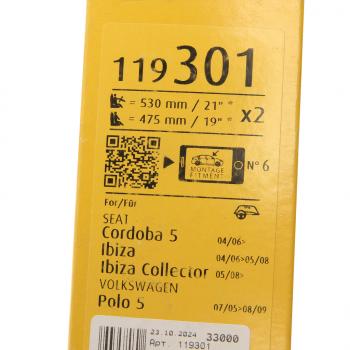 119 301
= 530 mm / 21" *
= 475 mm / 19" * x2
MONTAGE
FITMENT
N° 6
For/Für
SEAT
Cordoba 5 04/06>
Ibiza 04/06>05/08
Ibiza Collector 05/08>
VOLKSWAGEN
Polo 5 07/05>08/09
23.10.2024 33000
Арт. 119301